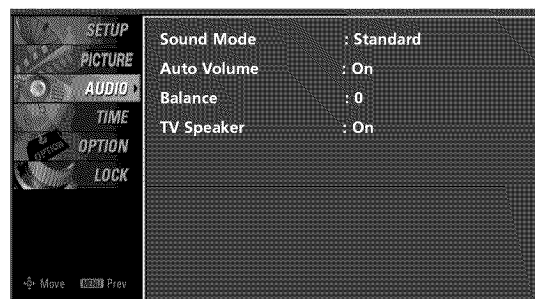 SETUP
PICTURE
AUDIO
TIME
OPTION
LOCK
Sound Mode : Standard
Auto Volume : On
Balance : 0
TV Speaker : On
Move MENU Prev